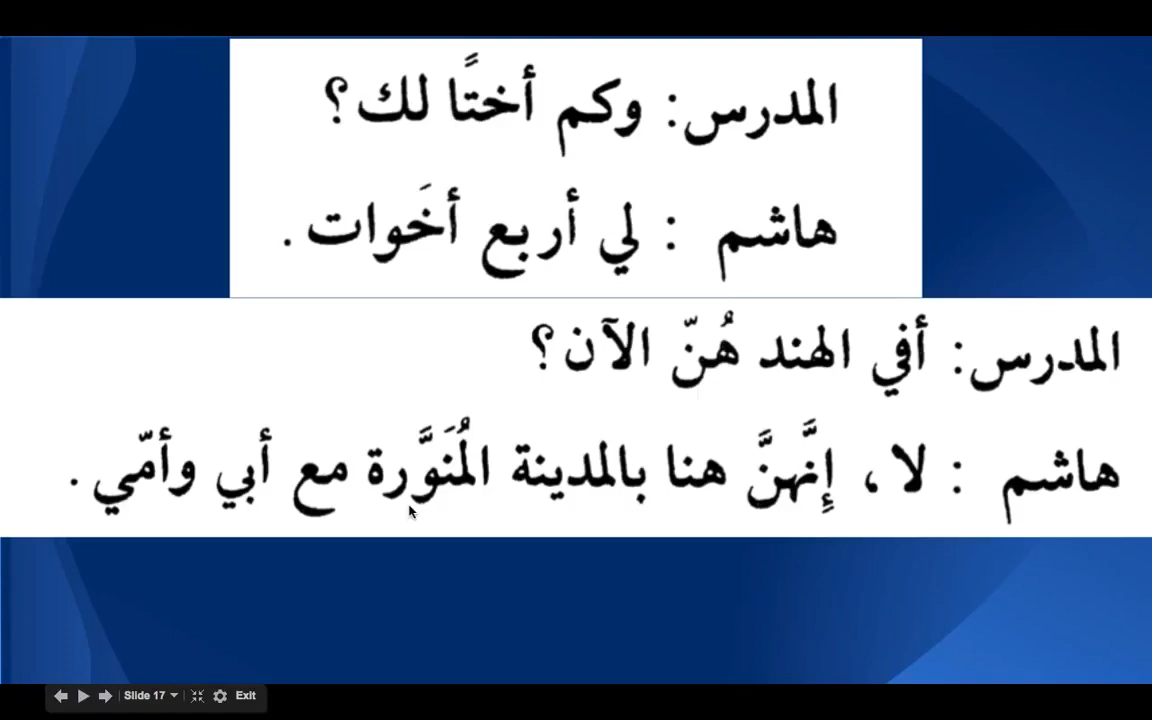 المدرس: وكم أختًا لك؟
هاشم : لي أربع أخَوات .
المدرس: أفي الهند هُنّ الآن؟
هاشم : لا، إِنَّهنَّ هنا بالمدينة المُنَوَّرة مع أبي وأمّي .
Slide 17 Exit